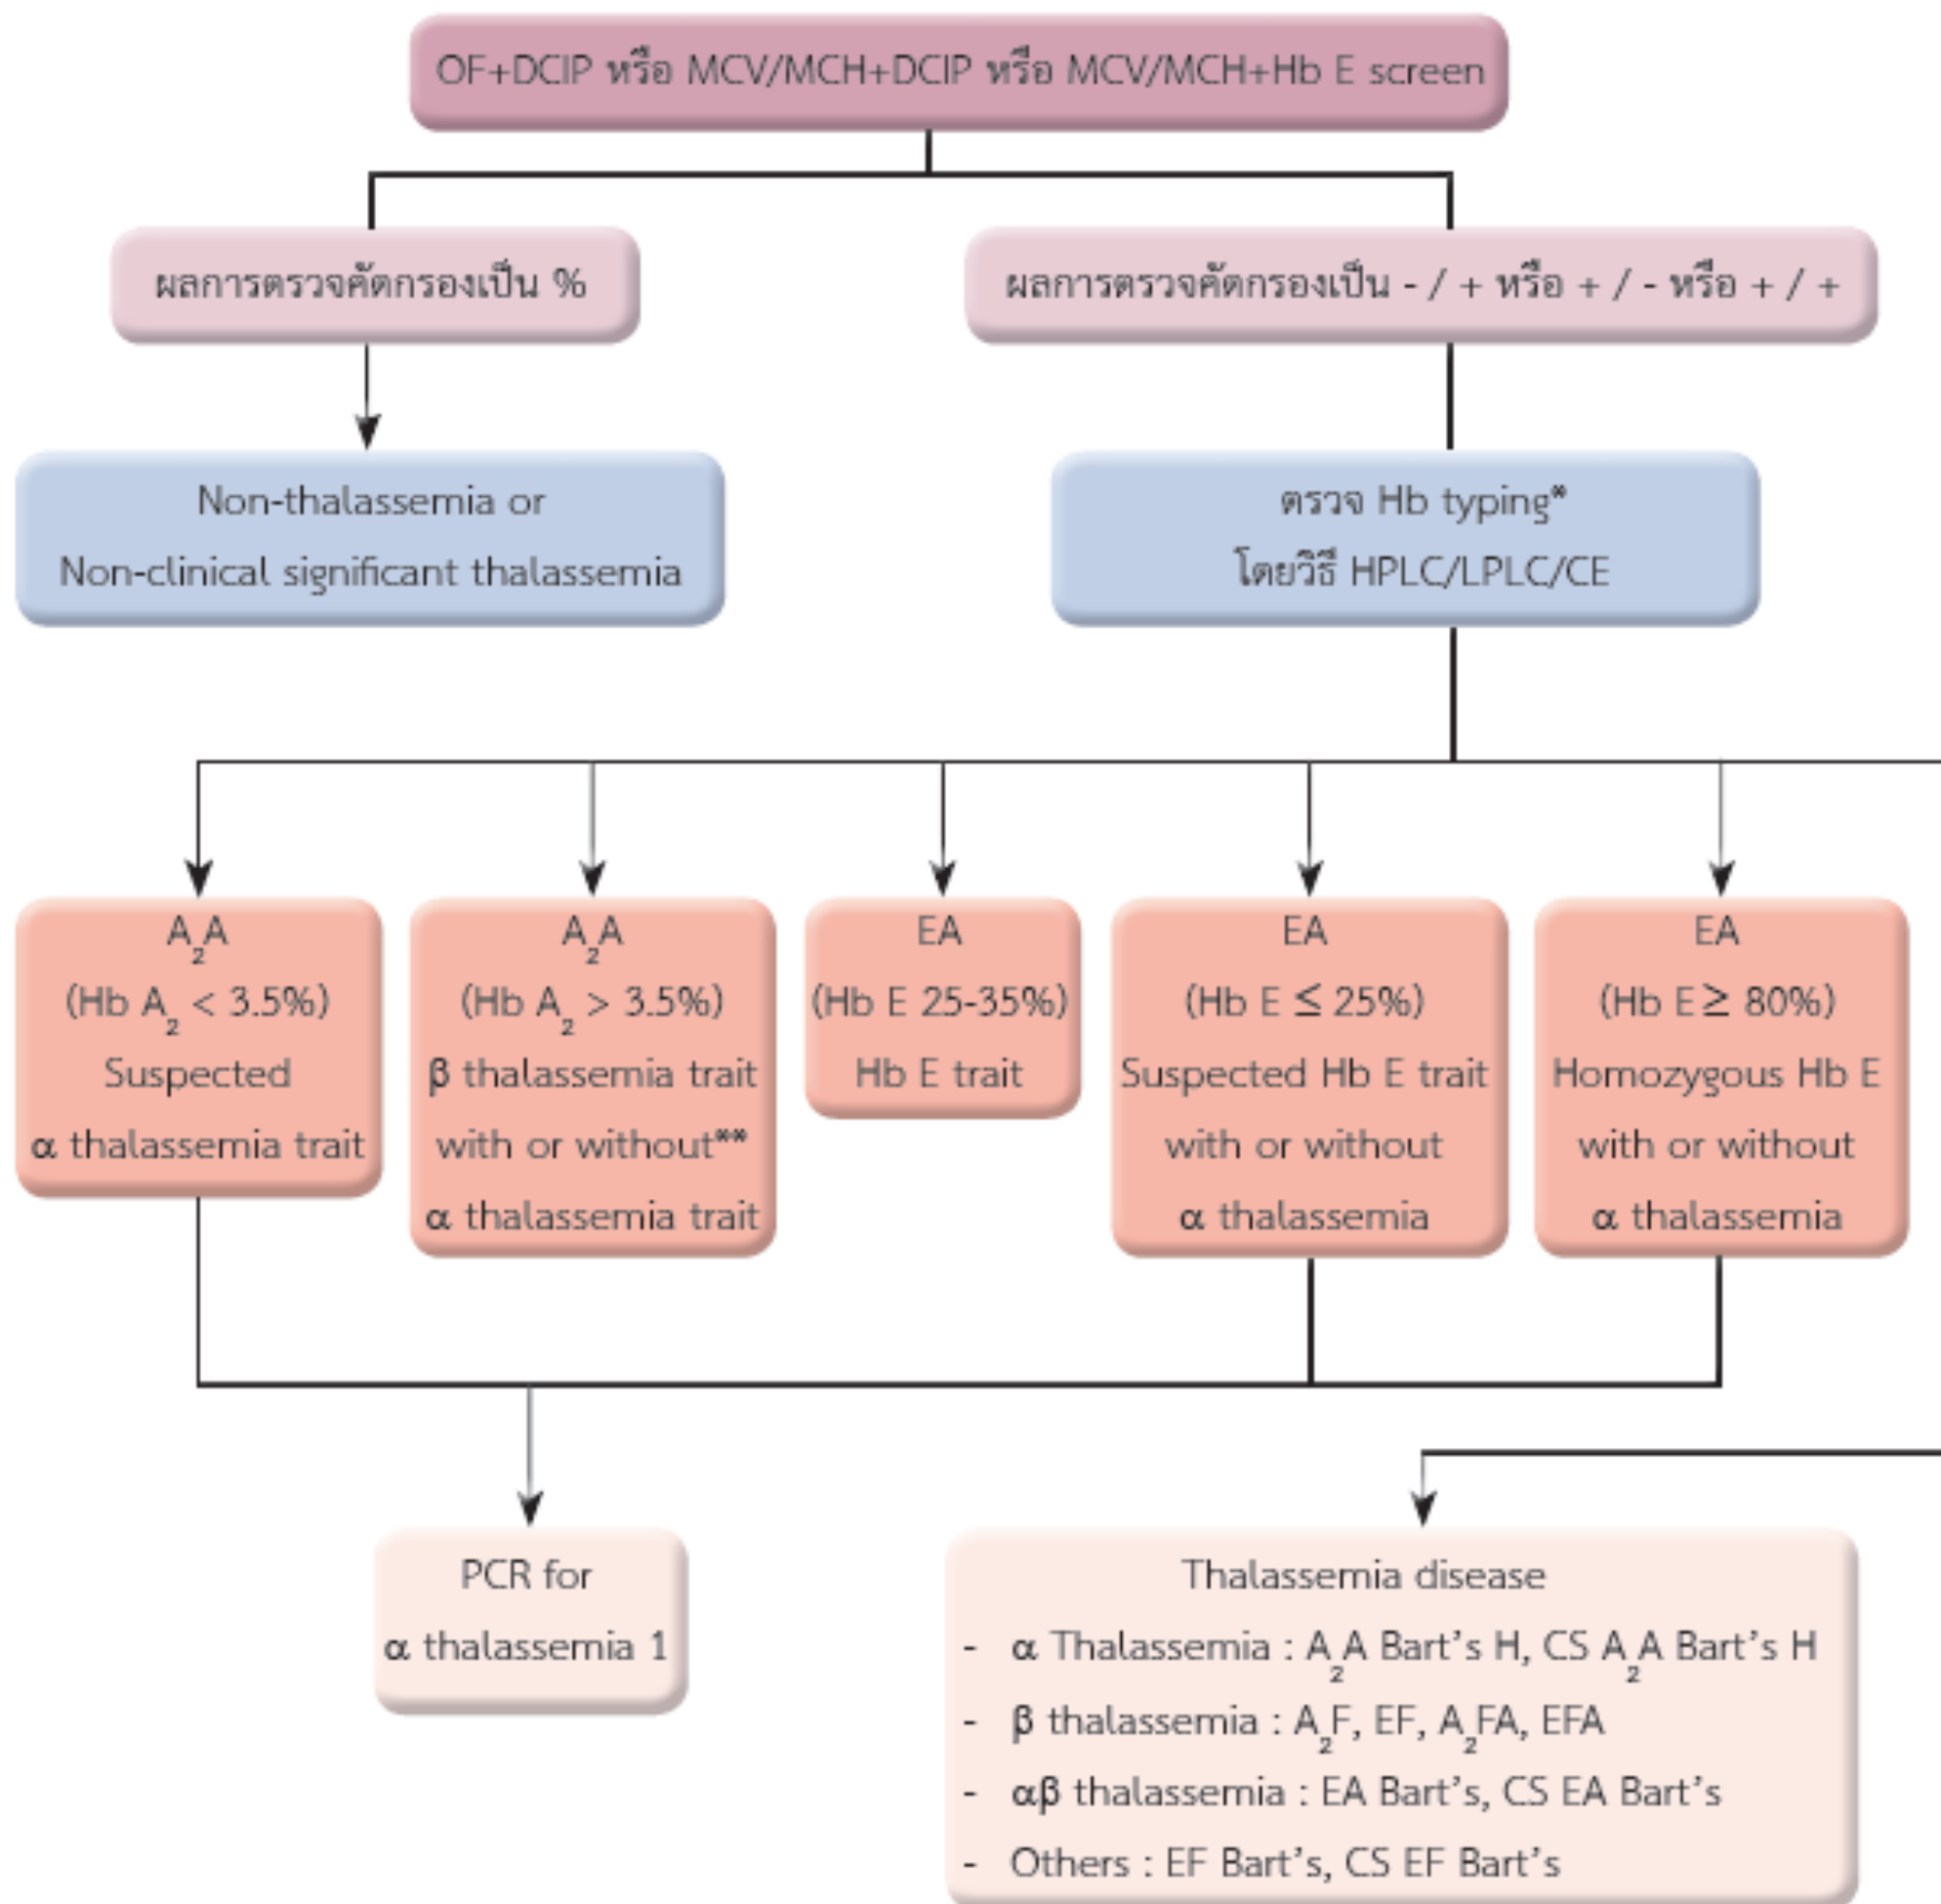 OF+DCIP หรือ MCV/MCH+DCIP หรือ MCV/MCH+Hb E screen
ผลการตรวจคัดกรองเป็น %
ผลการตรวจคัดกรองเป็น - / + หรือ + / - หรือ + / +
Non-thalassemia or
Non-clinical significant thalassemia
ตรวจ Hb typing*
โดยวิธี HPLC/LPLC/CE
A₂A
(Hb A₂ < 3.5%)
Suspected
α thalassemia trait
A₂A
(Hb A₂ > 3.5%)
β thalassemia trait
with or without**
α thalassemia trait
EA
(Hb E 25-35%)
Hb E trait
EA
(Hb E ≤ 25%)
Suspected Hb E trait
with or without
α thalassemia
EA
(Hb E ≥ 80%)
Homozygous Hb E
with or without
α thalassemia
PCR for
α thalassemia 1
Thalassemia disease
- α Thalassemia : A₂A Bart's H, CS A₂A Bart's H
- β thalassemia : A₂F, EF, A₂FA, EFA
- αβ thalassemia : EA Bart's, CS EA Bart's
- Others : EF Bart's, CS EF Bart's